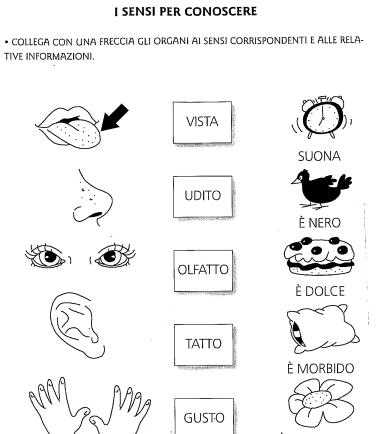 I SENSI PER CONOSCERE
• COLLEGA CON UNA FRECCIA GLI ORGANI AI SENSI CORRISPONDENTI E ALLE RELA-
TIVE INFORMAZIONI.
VISTA
SUONA
UDITO
È NERO
OLFATTO
È DOLCE
TATTO
È MORBIDO
GUSTO